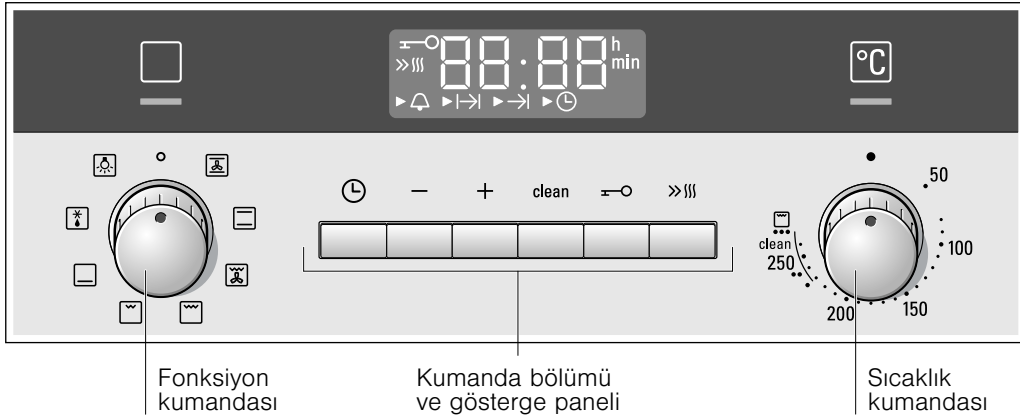 88:88 h
min
°C
clean
50
100
150
200
250
clean
Fonksiyon
kumandası
Kumanda bölümü
ve gösterge paneli
Sıcaklık
kumandası